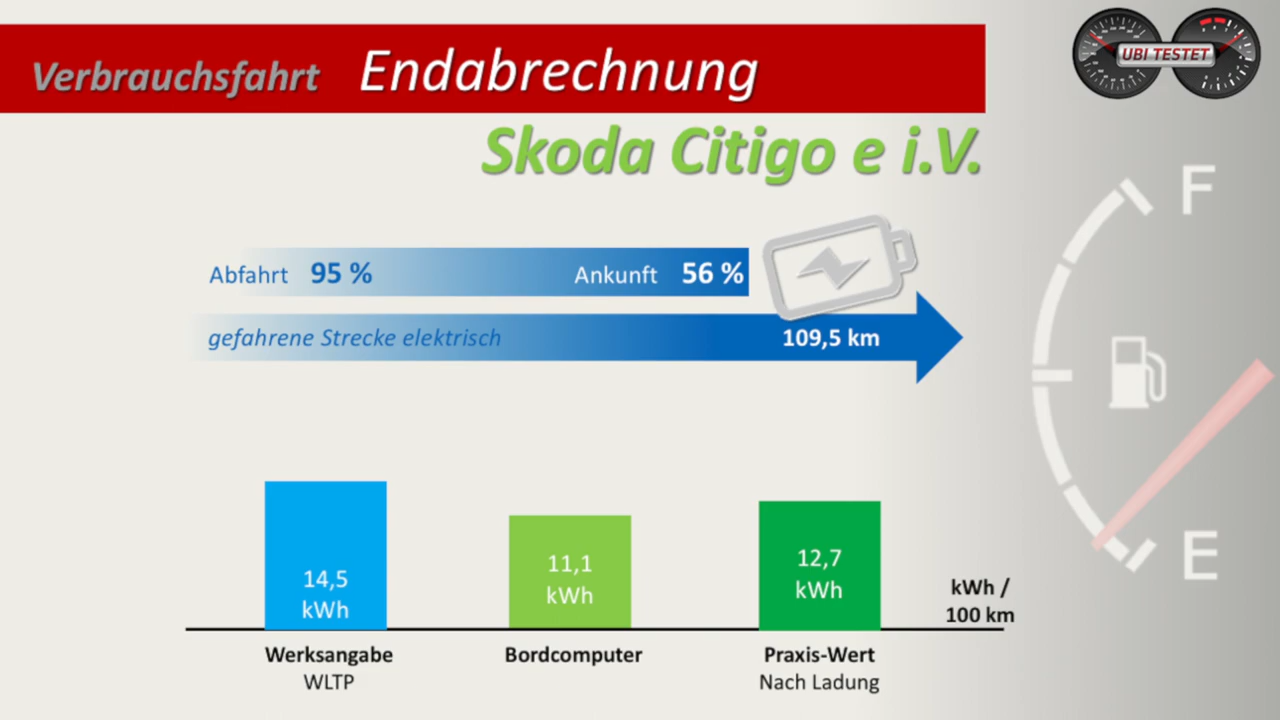 Verbrauchsfahrt Endabrechnung
UBI TESTET
Skoda Citigo e i.V.
F
Abfahrt 95 % Ankunft 56 %
gefahrene Strecke elektrisch 109,5 km
14,5
kWh
11,1
kWh
12,7
kWh
kWh /
100 km
E
Werksangabe
WLTP
Bordcomputer
Praxis-Wert
Nach Ladung